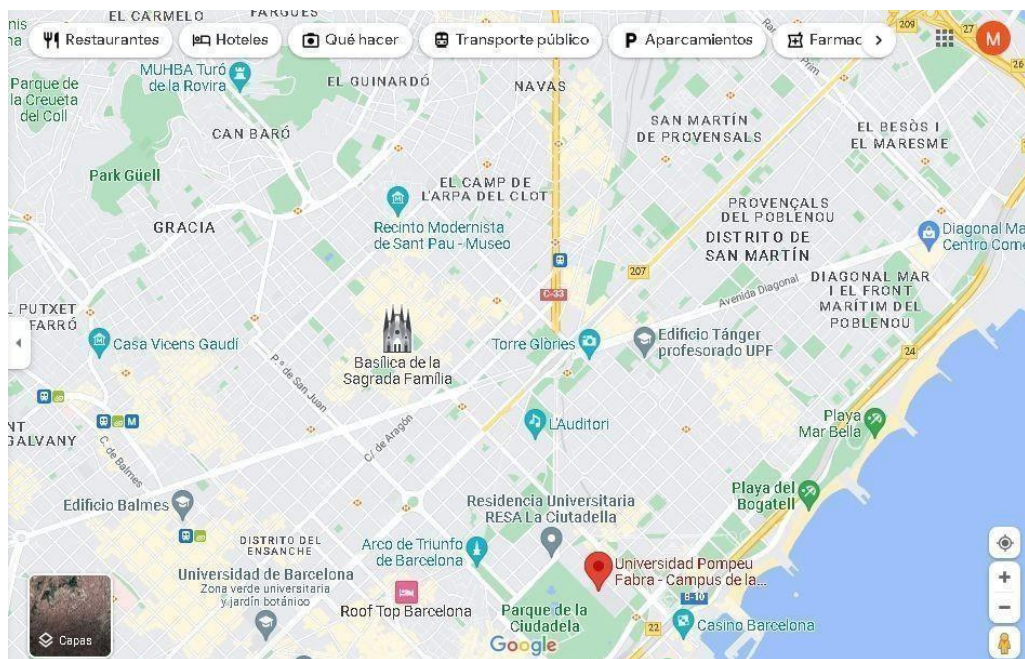 EL CARMELO
FARGUES
209
27
Restaurantes
Hoteles
Qué hacer
Transporte público
P Aparcamientos
Farmac
M
26
MUHBA Turó
de la Rovira
EL GUINARDÓ
NAVAS
Prim
Parque de
la Creueta
del Coll
CAN BARÓ
SAN MARTÍN
DE PROVENSALS
EL BESÒS I
EL MARESME
Park Güell
EL CAMP DE
L'ARPA DEL CLOT
GRACIA
Recinto Modernista
de Sant Pau - Museo
PROVENÇALS
DEL POBLENOU
DISTRITO DE
SAN MARTÍN
Diagonal Ma
Centro Come
207
C-33
Avenida Diagonal
DIAGONAL MAR
I EL FRONT
MARÍTIM DEL
POBLENOU
L PUTXET
FARRÓ
Casa Vicens Gaudí
Basílica de la
Sagrada Família
Torre Glòries
Edificio Tánger
profesorado UPF
24
P.º de San Juan
M
NT
GALVANY
C. de Balmes
C/ de Aragón
L'Auditori
Playa
Mar Bella
Edificio Balmes
Residencia Universitaria
RESA La Ciutadella
Playa del
Bogatell
DISTRITO DEL
ENSANCHE
Arco de Triunfo
de Barcelona
Universidad de Barcelona
Zona verde universitaria
y jardín botánico
Roof Top Barcelona
Universidad Pompeu
Fabra - Campus de la...
B-10
Parque de la
Ciudadela
22
Casino Barcelona
Capas
Google